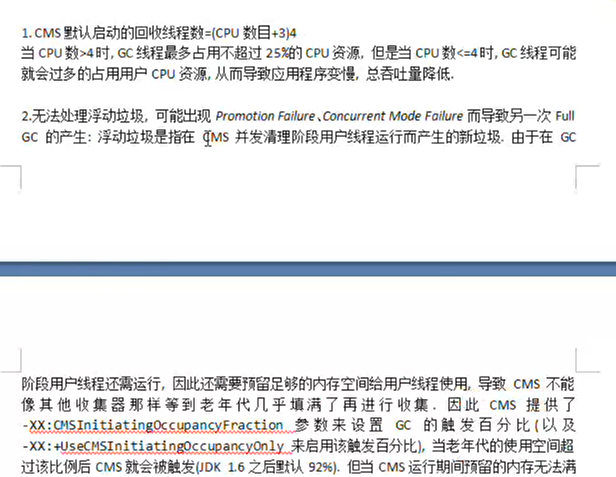 1. CMS 默认启动的回收线程数=(CPU 数目+3)4
当 CPU 数>4 时, GC 线程最多占用不超过 25%的 CPU 资源, 但是当 CPU 数<=4 时, GC 线程可能
就会过多的占用用户 CPU 资源, 从而导致应用程序变慢, 总吞吐量降低.
2.无法处理浮动垃圾, 可能出现 Promotion Failure、Concurrent Mode Failure 而导致另一次 Full
GC 的产生: 浮动垃圾是指在 CMS 并发清理阶段用户线程运行而产生的新垃圾. 由于在 GC
阶段用户线程还需运行, 因此还需要预留足够的内存空间给用户线程使用, 导致 CMS 不能
像其他收集器那样等到老年代几乎填满了再进行收集. 因此 CMS 提供了
-XX:CMSInitiatingOccupancyFraction 参数来设置 GC 的触发百分比(以及
-XX:+UseCMSInitiatingOccupancyOnly 来启用该触发百分比), 当老年代的使用空间超
过该比例后 CMS 就会被触发(JDK 1.6 之后默认 92%). 但当 CMS 运行期间预留的内存无法满